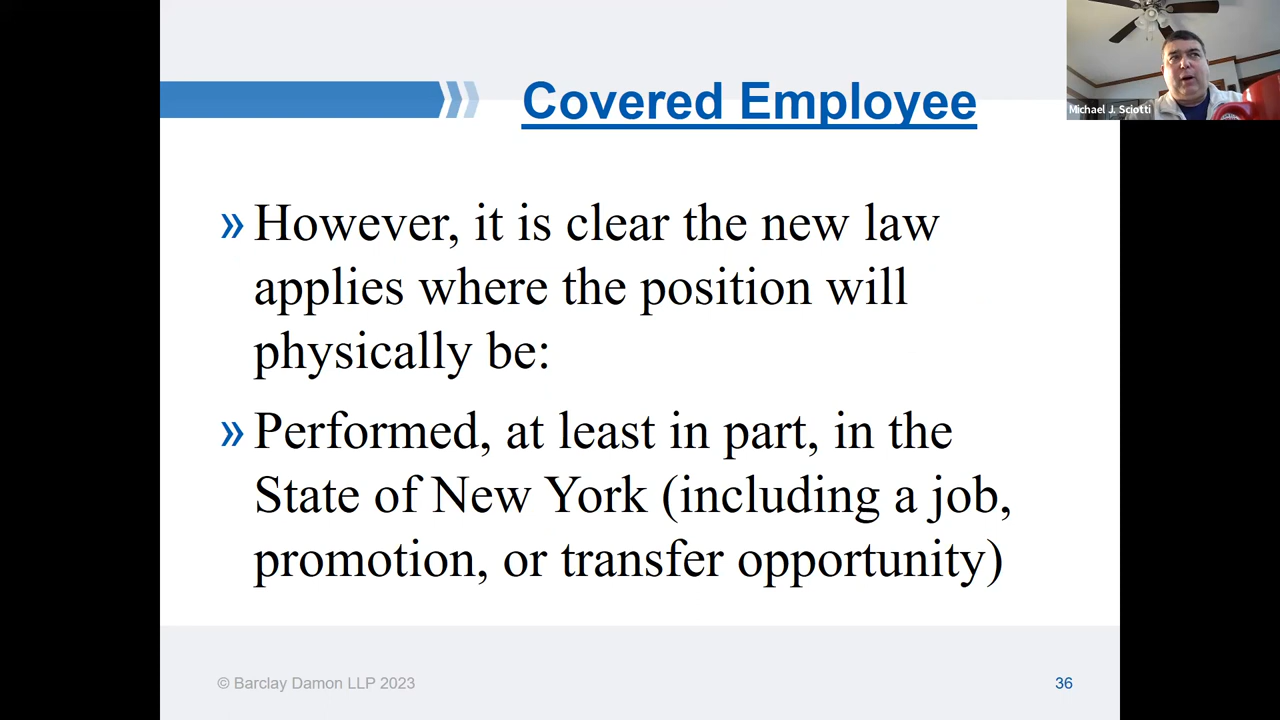 Covered Employee
Michael J. Sciotti
» However, it is clear the new law
applies where the position will
physically be:
» Performed, at least in part, in the
State of New York (including a job,
promotion, or transfer opportunity)
© Barclay Damon LLP 2023
36